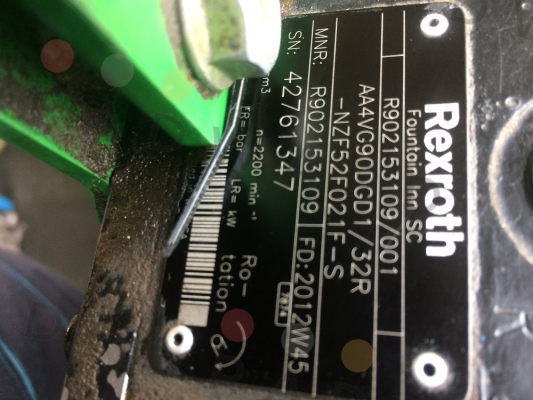 Rexroth
Fountain Inn SC
R902153109/001
AA4VG90DGD1/32R
-NZF52F021F-S
MNR: R902153109 FD: 2012W45
SN: 42761347
n=2200 min -1
Ro-
tation